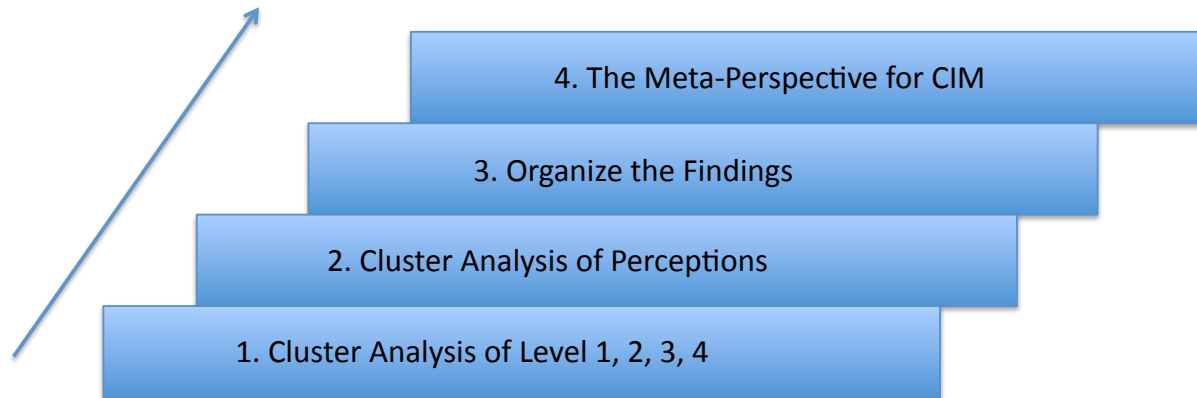 4. The Meta-Perspective for CIM
3. Organize the Findings
2. Cluster Analysis of Perceptions
1. Cluster Analysis of Level 1, 2, 3, 4